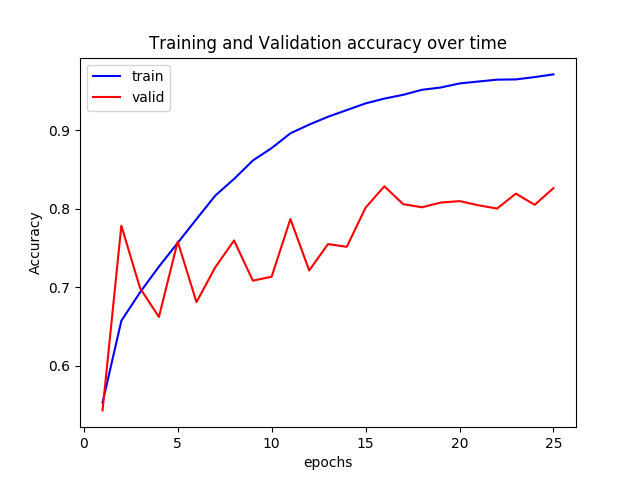 Training and Validation accuracy over time
train
valid
0.9
0.8
0.7
0.6
Accuracy
0 5 10 15 20 25
epochs